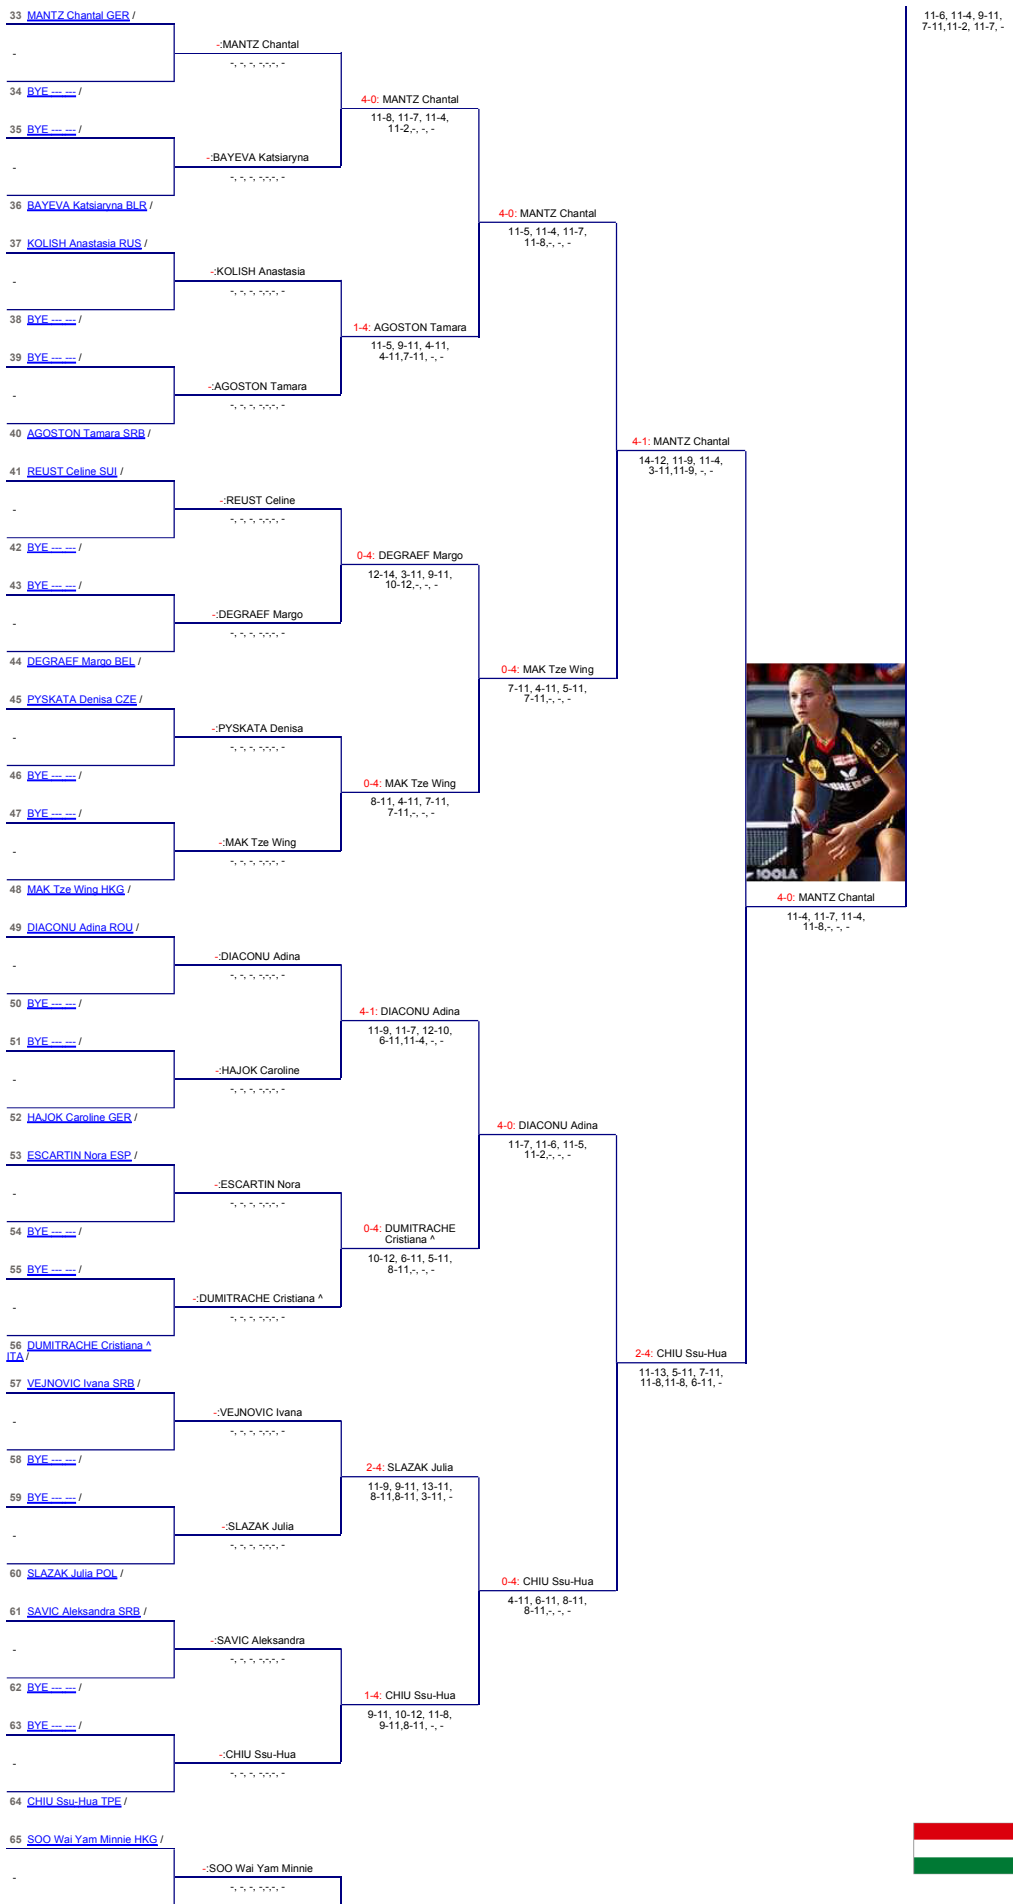 33 MANTZ Chantal GER /
11-6, 11-4, 9-11,
7-11,11-2, 11-7, -
-
-:MANTZ Chantal
-, -, -, -,-,-, -
34 BYE --- --- /
4-0: MANTZ Chantal
11-8, 11-7, 11-4,
11-2,-, -, -
35 BYE --- --- /
-
-:BAYEVA Katsiaryna
-, -, -, -,-,-, -
36 BAYEVA Katsiaryna BLR /
4-0: MANTZ Chantal
11-5, 11-4, 11-7,
11-8,-, -, -
37 KOLISH Anastasia RUS /
-
-:KOLISH Anastasia
-, -, -, -,-,-, -
38 BYE --- --- /
1-4: AGOSTON Tamara
11-5, 9-11, 4-11,
4-11,7-11, -, -
39 BYE --- --- /
-
-:AGOSTON Tamara
-, -, -, -,-,-, -
40 AGOSTON Tamara SRB /
4-1: MANTZ Chantal
14-12, 11-9, 11-4,
3-11,11-9, -, -
41 REUST Celine SUI /
-
-:REUST Celine
-, -, -, -,-,-, -
42 BYE --- --- /
0-4: DEGRAEF Margo
12-14, 3-11, 9-11,
10-12,-, -, -
43 BYE --- --- /
-
-:DEGRAEF Margo
-, -, -, -,-,-, -
44 DEGRAEF Margo BEL /
0-4: MAK Tze Wing
7-11, 4-11, 5-11,
7-11,-, -, -
45 PYSKATA Denisa CZE /
-
-:PYSKATA Denisa
-, -, -, -,-,-, -
46 BYE --- --- /
0-4: MAK Tze Wing
8-11, 4-11, 7-11,
7-11,-, -, -
47 BYE --- --- /
-
-:MAK Tze Wing
-, -, -, -,-,-, -
JOOLA
48 MAK Tze Wing HKG /
4-0: MANTZ Chantal
11-4, 11-7, 11-4,
11-8,-, -, -
49 DIACONU Adina ROU /
-
-:DIACONU Adina
-, -, -, -,-,-, -
50 BYE --- --- /
4-1: DIACONU Adina
11-9, 11-7, 12-10,
6-11,11-4, -, -
51 BYE --- --- /
-
-:HAJOK Caroline
-, -, -, -,-,-, -
52 HAJOK Caroline GER /
4-0: DIACONU Adina
11-7, 11-6, 11-5,
11-2,-, -, -
53 ESCARTIN Nora ESP /
-
-:ESCARTIN Nora
-, -, -, -,-,-, -
54 BYE --- --- /
0-4: DUMITRACHE
Cristiana ^
10-12, 6-11, 5-11,
8-11,-, -, -
55 BYE --- --- /
-
-:DUMITRACHE Cristiana ^
-, -, -, -,-,-, -
56 DUMITRACHE Cristiana ^
ITA /
2-4: CHIU Ssu-Hua
11-13, 5-11, 7-11,
11-8,11-8, 6-11, -
57 VEJNOVIC Ivana SRB /
-
-:VEJNOVIC Ivana
-, -, -, -,-,-, -
58 BYE --- --- /
2-4: SLAZAK Julia
11-9, 9-11, 13-11,
8-11,8-11, 3-11, -
59 BYE --- --- /
-
-:SLAZAK Julia
-, -, -, -,-,-, -
60 SLAZAK Julia POL /
0-4: CHIU Ssu-Hua
4-11, 6-11, 8-11,
8-11,-, -, -
61 SAVIC Aleksandra SRB /
-
-:SAVIC Aleksandra
-, -, -, -,-,-, -
62 BYE --- --- /
1-4: CHIU Ssu-Hua
9-11, 10-12, 11-8,
9-11,8-11, -, -
63 BYE --- --- /
-
-:CHIU Ssu-Hua
-, -, -, -,-,-, -
64 CHIU Ssu-Hua TPE /
65 SOO Wai Yam Minnie HKG /
-
-:SOO Wai Yam Minnie
-, -, -, -,-,-, -